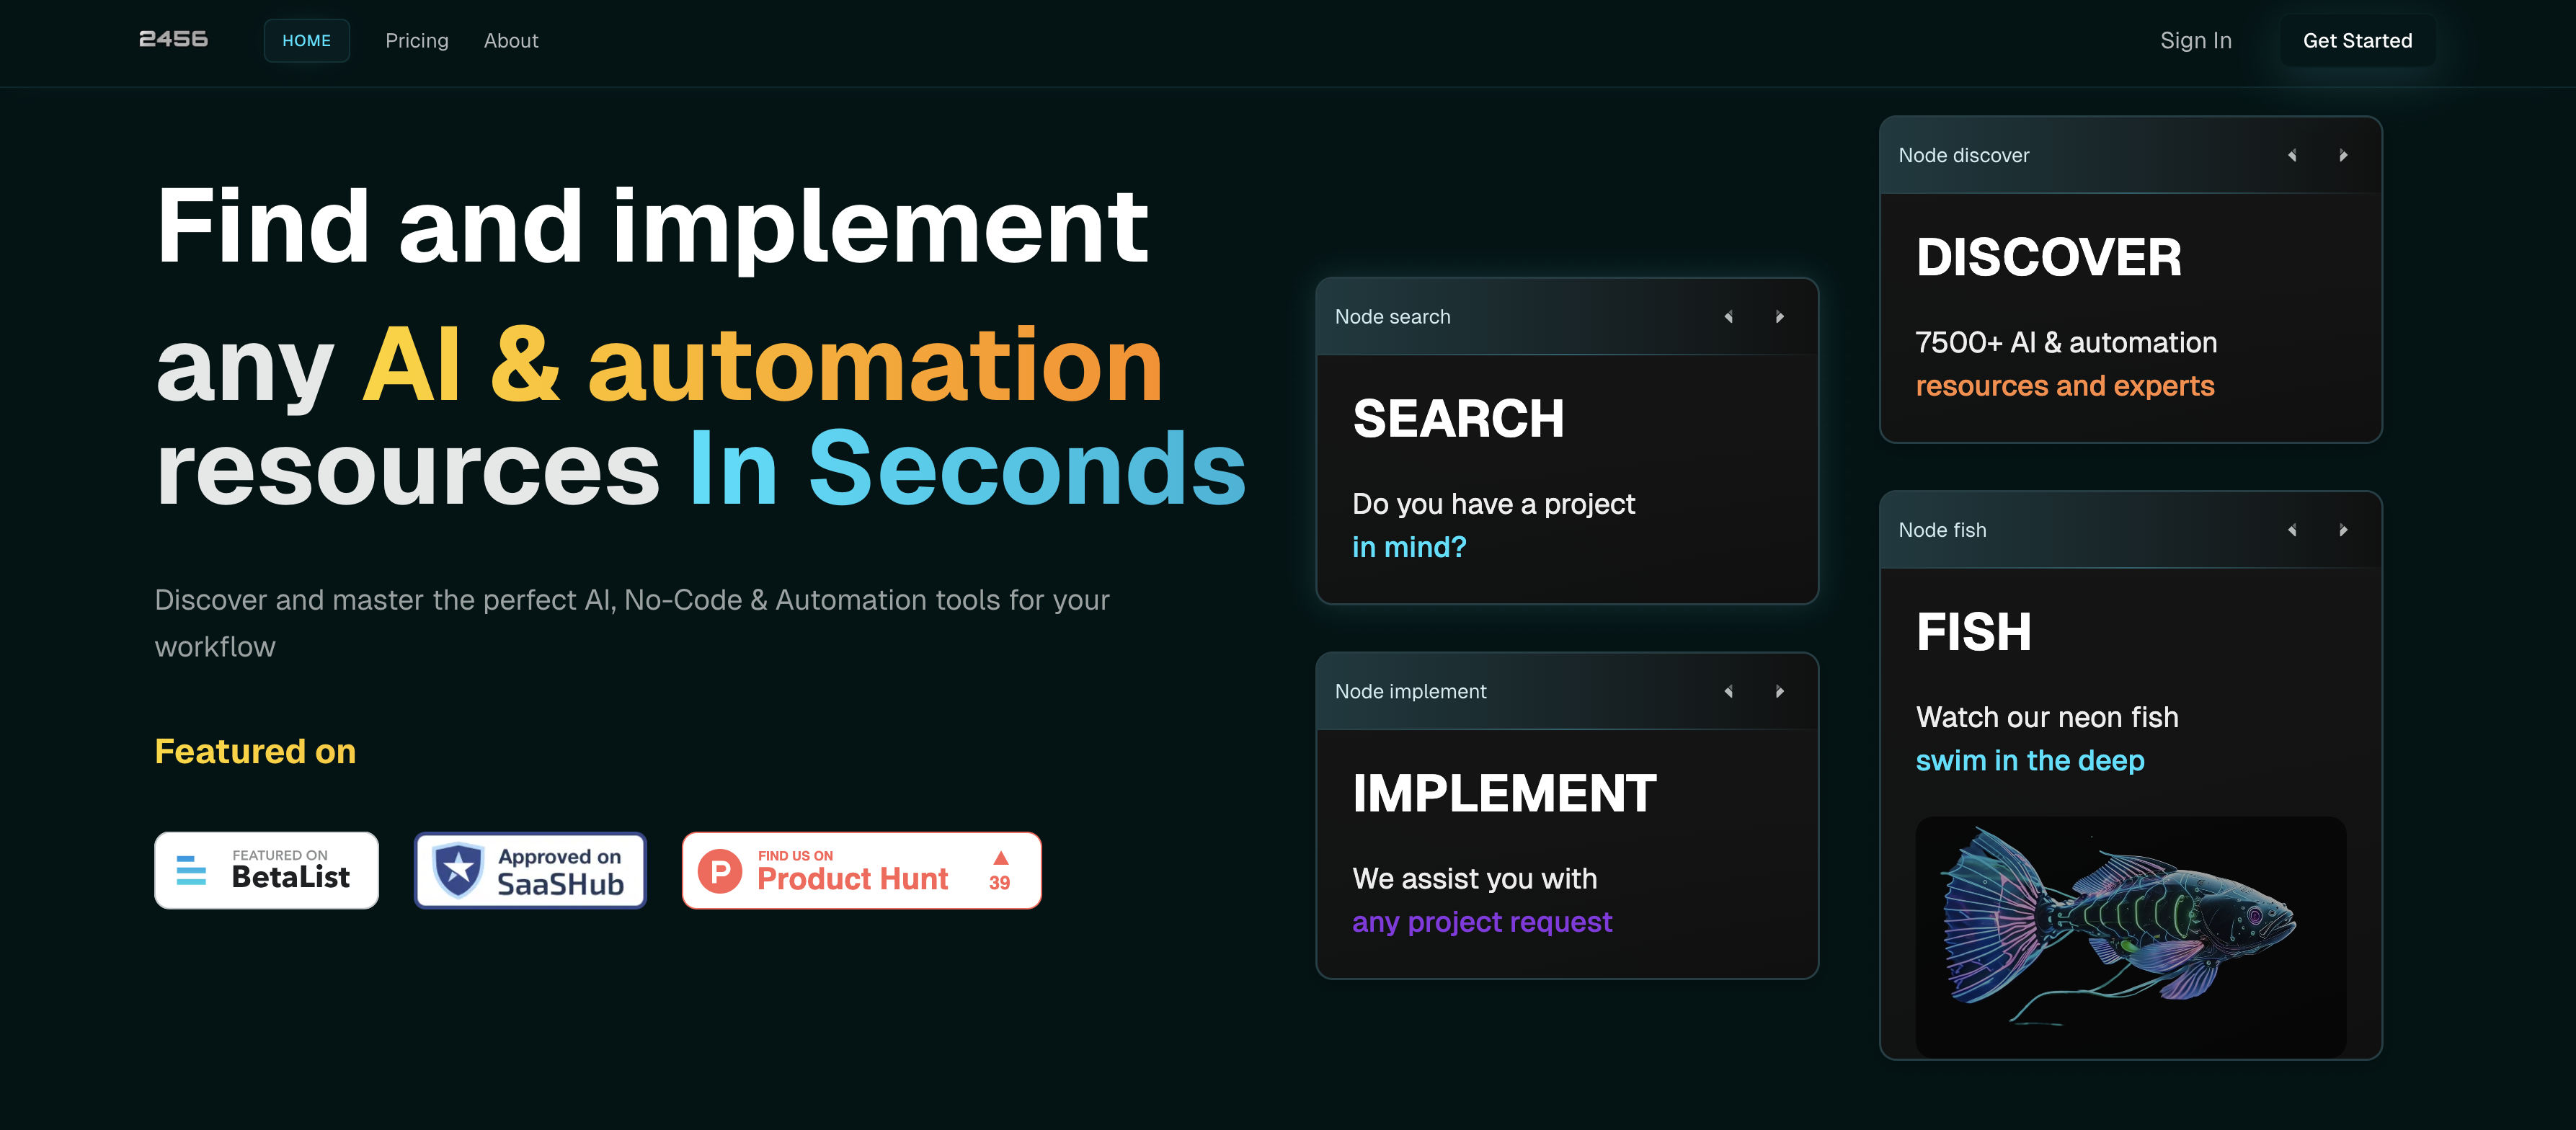 2456
HOME
Pricing
About
Sign In
Get Started
Find and implement
any AI & automation
resources In Seconds
Discover and master the perfect AI, No-Code & Automation tools for your
workflow
Featured on
FEATURED ON
BetaList
Approved on
SaaSHub
P
FIND US ON
Product Hunt
39
Node search
SEARCH
Do you have a project
in mind?
Node implement
IMPLEMENT
We assist you with
any project request
Node discover
DISCOVER
7500+ AI & automation
resources and experts
Node fish
FISH
Watch our neon fish
swim in the deep